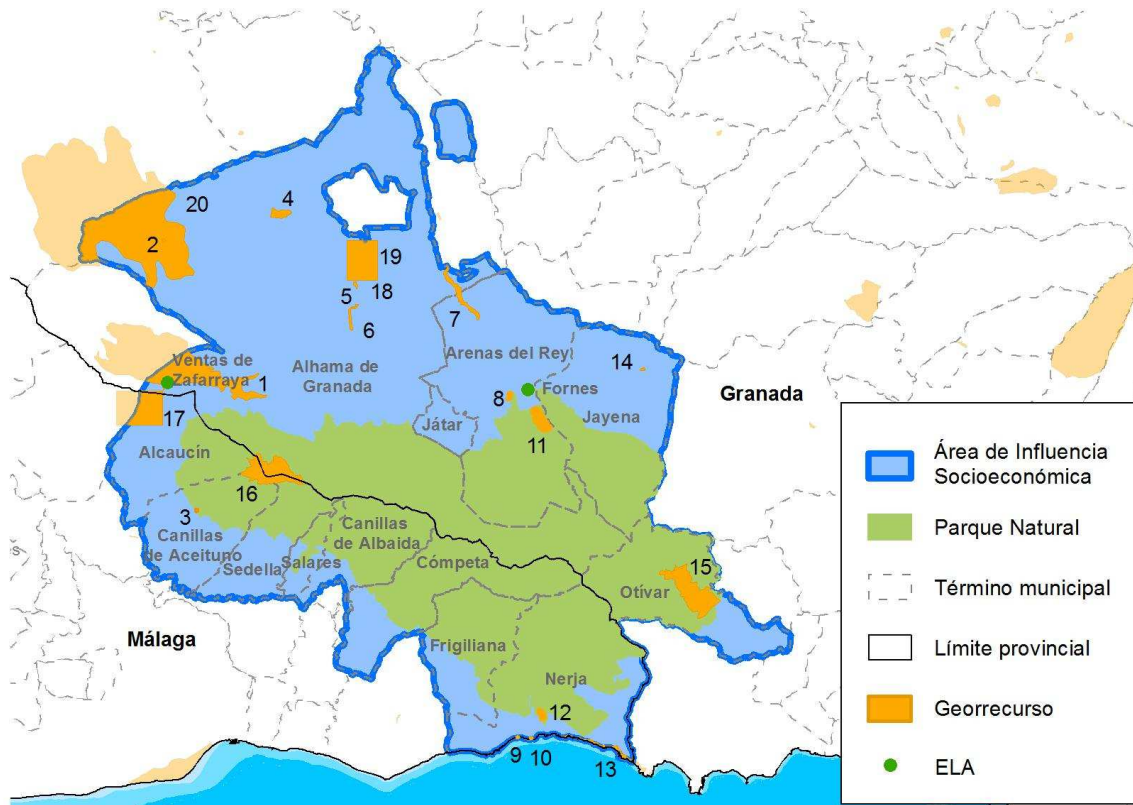 20
4
2
19
5
18
6
7
Ventas de
Zafarraya
1
Alhama de
Granada
Arenas del Rey
14
8
Fornes
Granada
17
Játar
Jayena
11
Alcaucín
16
3
Canillas
de Aceituno
Sedella
Salares
Canillas
de Albaida
Cómpeta
15
Otívar
Málaga
Frigiliana
Nerja
12
9
10
13
s
Área de Influencia
Socioeconómica
Parque Natural
Término municipal
Límite provincial
Georrecurso
ELA